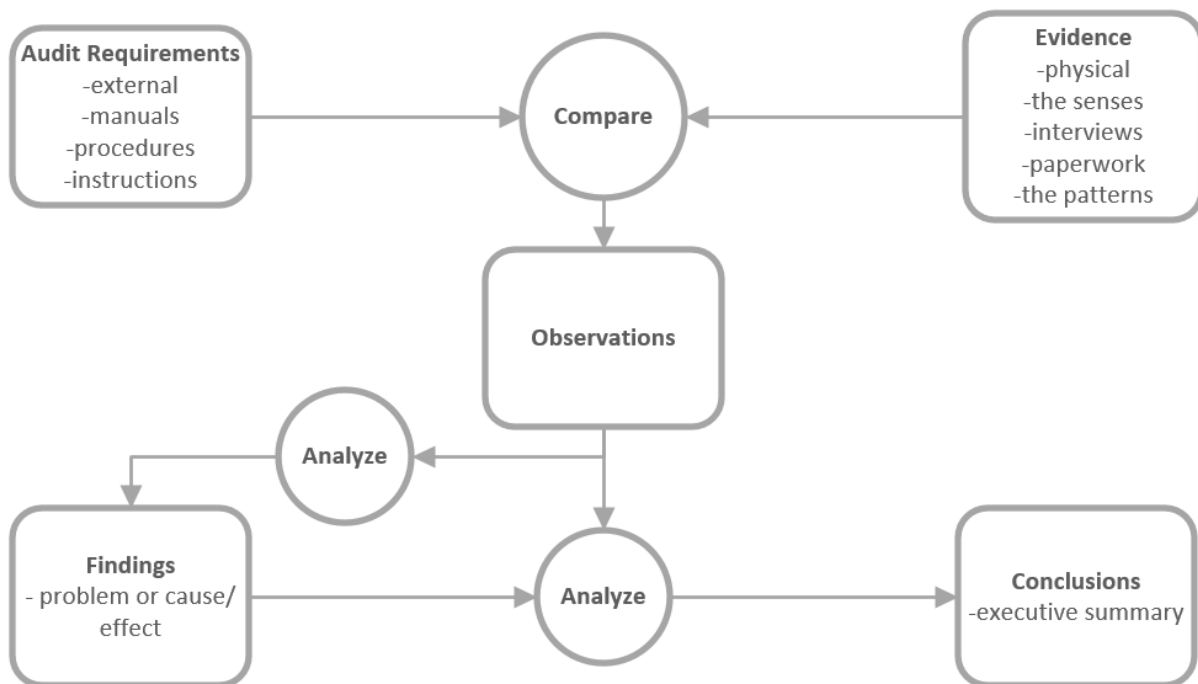 Audit Requirements
-external
-manuals
-procedures
-instructions
Compare
Evidence
-physical
-the senses
-interviews
-paperwork
-the patterns
Observations
Analyze
Findings
- problem or cause/
effect
Analyze
Conclusions
-executive summary